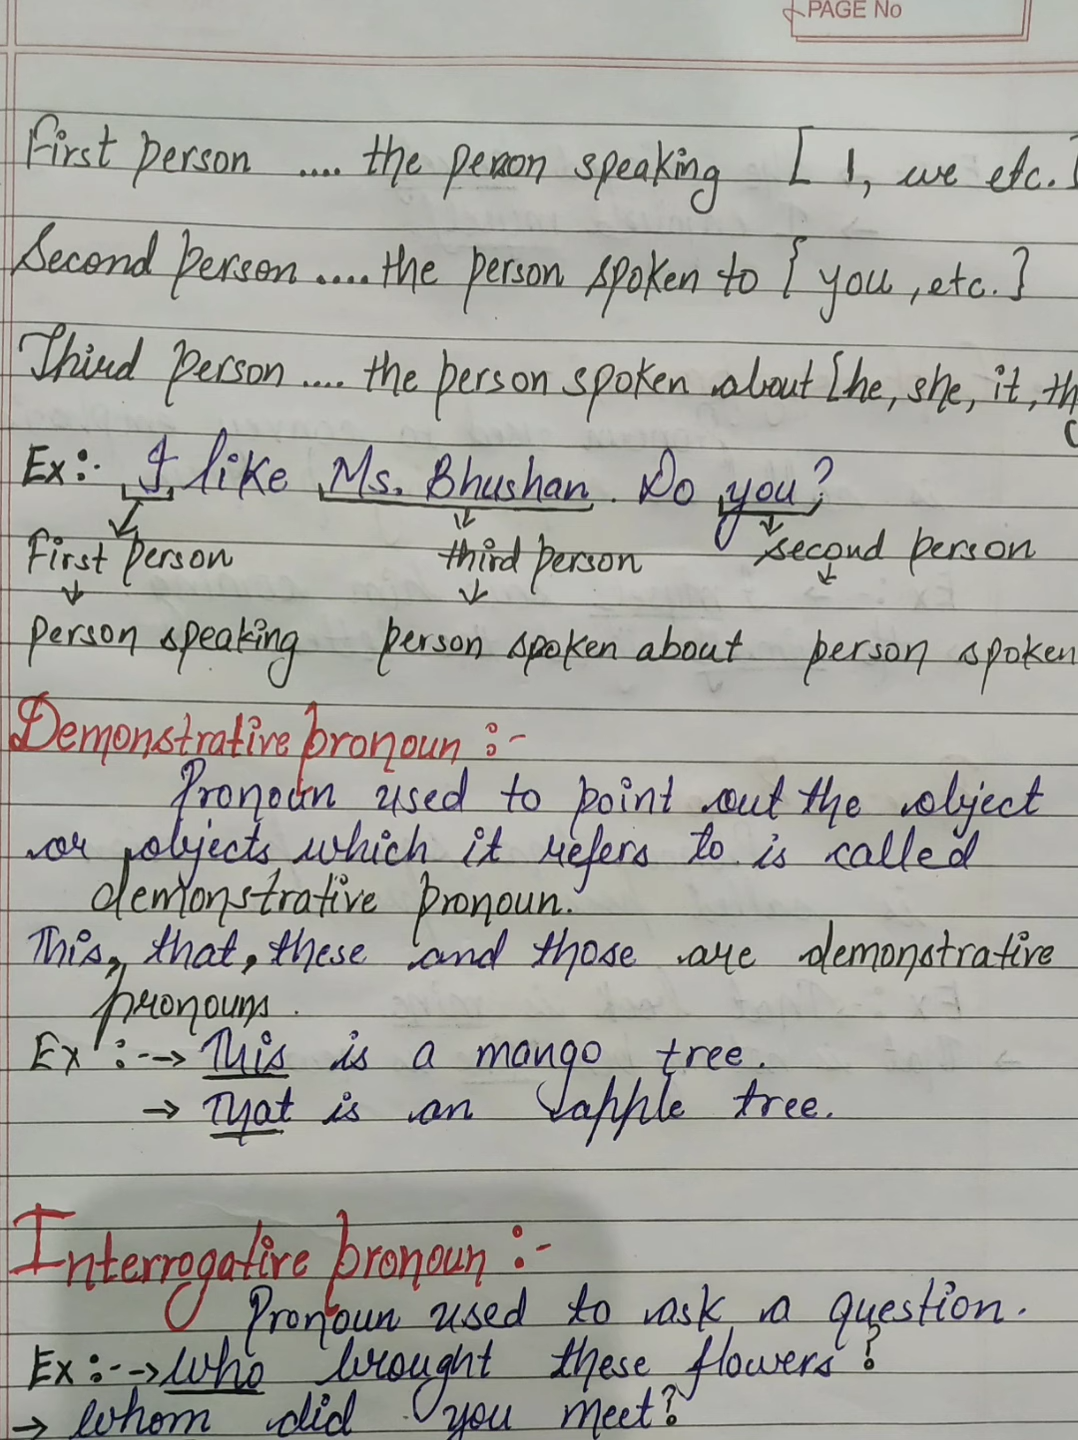 PAGE No
First person .... the person speaking [ I, we etc.]
Second person .... the person spoken to { you, etc. }
Third person .... the person spoken about [he, she, it, th
Ex :- I like Ms. Bhushan. Do you?
first person third person second person
person speaking person spoken about person spoken
Demonstrative pronoun :-
Pronoun used to point out the object
or objects which it refers to is called
demonstrative pronoun.
This, that, these and those are demonstrative
pronouns.
Ex :-→ This is a mango tree.
→ That is an apple tree.
Interrogative pronoun :-
Pronoun used to ask a question.
Ex :-→ Who brought these flowers?
→ Whom did you meet?